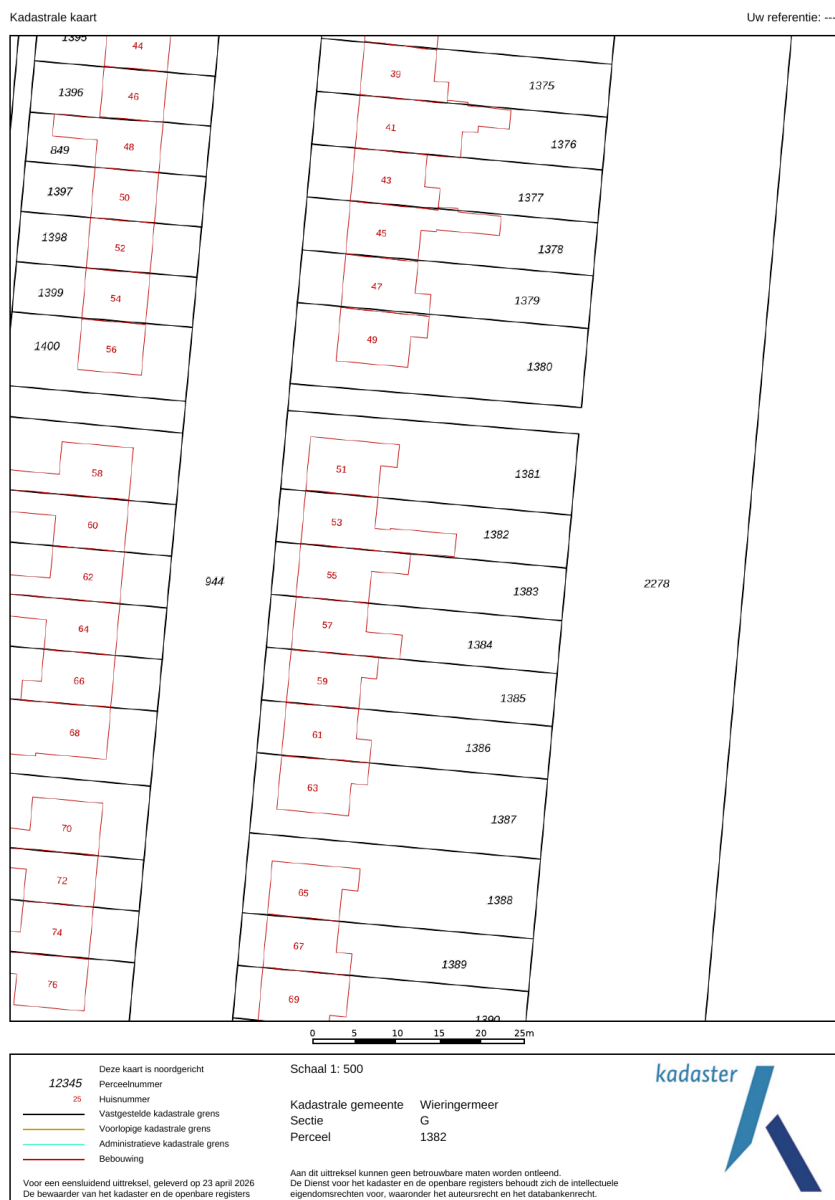 Kadastrale kaart
Uw referentie: ---
1395
44
39
1375
1396
46
41
1376
849
48
43
1377
1397
50
45
1378
1398
52
47
1379
1399
54
49
1380
1400
56
51
1381
58
53
1382
60
55
1383
944
2278
62
57
1384
64
59
1385
66
61
1386
68
63
1387
70
65
1388
72
67
1389
74
69
1390
76
0 5 10 15 20 25m
Deze kaart is noordgericht
12345 Perceelnummer
25 Huisnummer
Vastgestelde kadastrale grens
Voorlopige kadastrale grens
Administratieve kadastrale grens
Bebouwing
Voor een eensluidend uittreksel, geleverd op 23 april 2026
De bewaarder van het kadaster en de openbare registers
Schaal 1: 500
Kadastrale gemeente Wieringermeer
Sectie G
Perceel 1382
Aan dit uittreksel kunnen geen betrouwbare maten worden ontleend.
De Dienst voor het kadaster en de openbare registers behoudt zich de intellectuele
eigendomsrechten voor, waaronder het auteursrecht en het databankenrecht.
kadaster